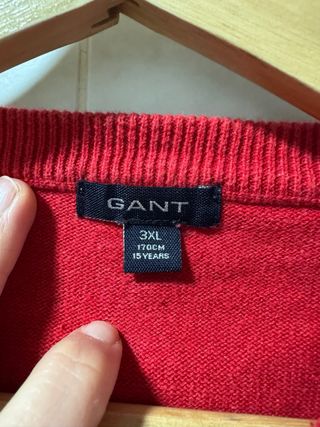 GANT
3XL
170CM
15 YEARS